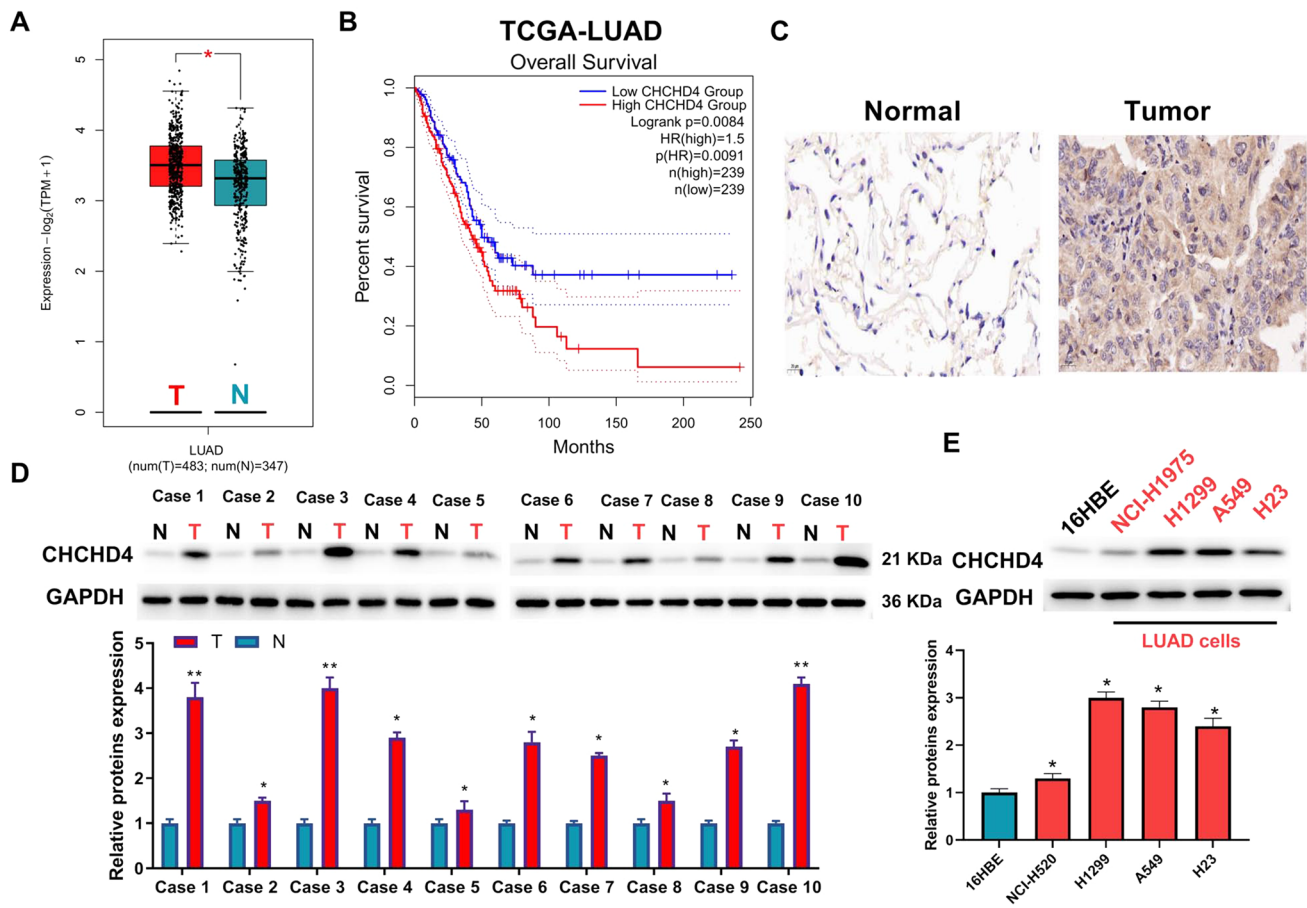 A
5
4
3
2
1
0
Expression − log₂(TPM + 1)
*
T
N
LUAD
(num(T)=483; num(N)=347)
B
TCGA-LUAD
Overall Survival
Low CHCHD4 Group
High CHCHD4 Group
Logrank p=0.0084
HR(high)=1.5
p(HR)=0.0091
n(high)=239
n(low)=239
Percent survival
1.0
0.8
0.6
0.4
0.2
0.0
0 50 100 150 200 250
Months
C
Normal
Tumor
D
Case 1 Case 2 Case 3 Case 4 Case 5 Case 6 Case 7 Case 8 Case 9 Case 10
N T N T N T N T N T N T N T N T N T N T
CHCHD4
21 KDa
GAPDH
36 KDa
T N
Relative proteins expression
5
4
3
2
1
0
** * ** * * * * * * **
Case 1 Case 2 Case 3 Case 4 Case 5 Case 6 Case 7 Case 8 Case 9 Case 10
E
16HBE NCI-H1975 H1299 A549 H23
CHCHD4
GAPDH
LUAD cells
Relative proteins expression
4
3
2
1
0
* * * *
16HBE NCI-H520 H1299 A549 H23